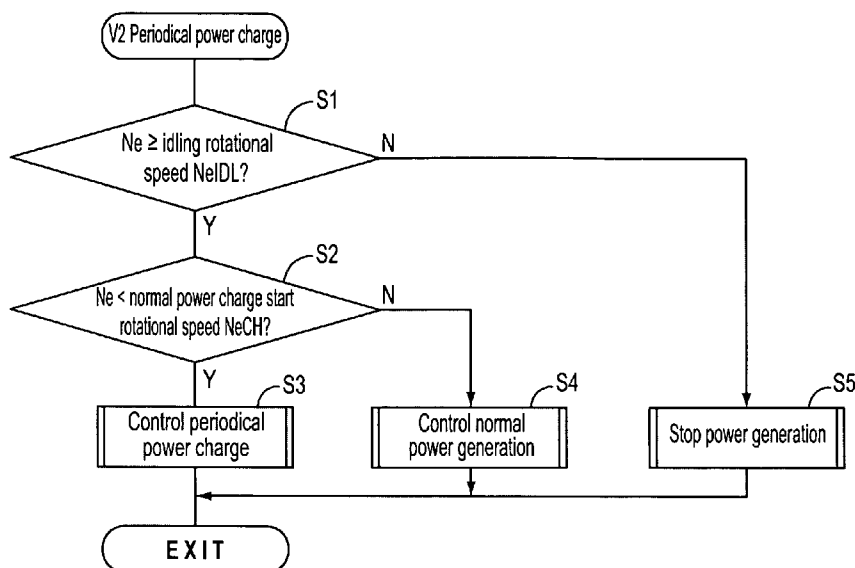 V2 Periodical power charge
S1
Ne ≥ idling rotational
speed NeIDL?
N
Y
S2
Ne < normal power charge start
rotational speed NeCH?
N
Y
S3
Control periodical
power charge
S4
Control normal
power generation
S5
Stop power generation
EXIT